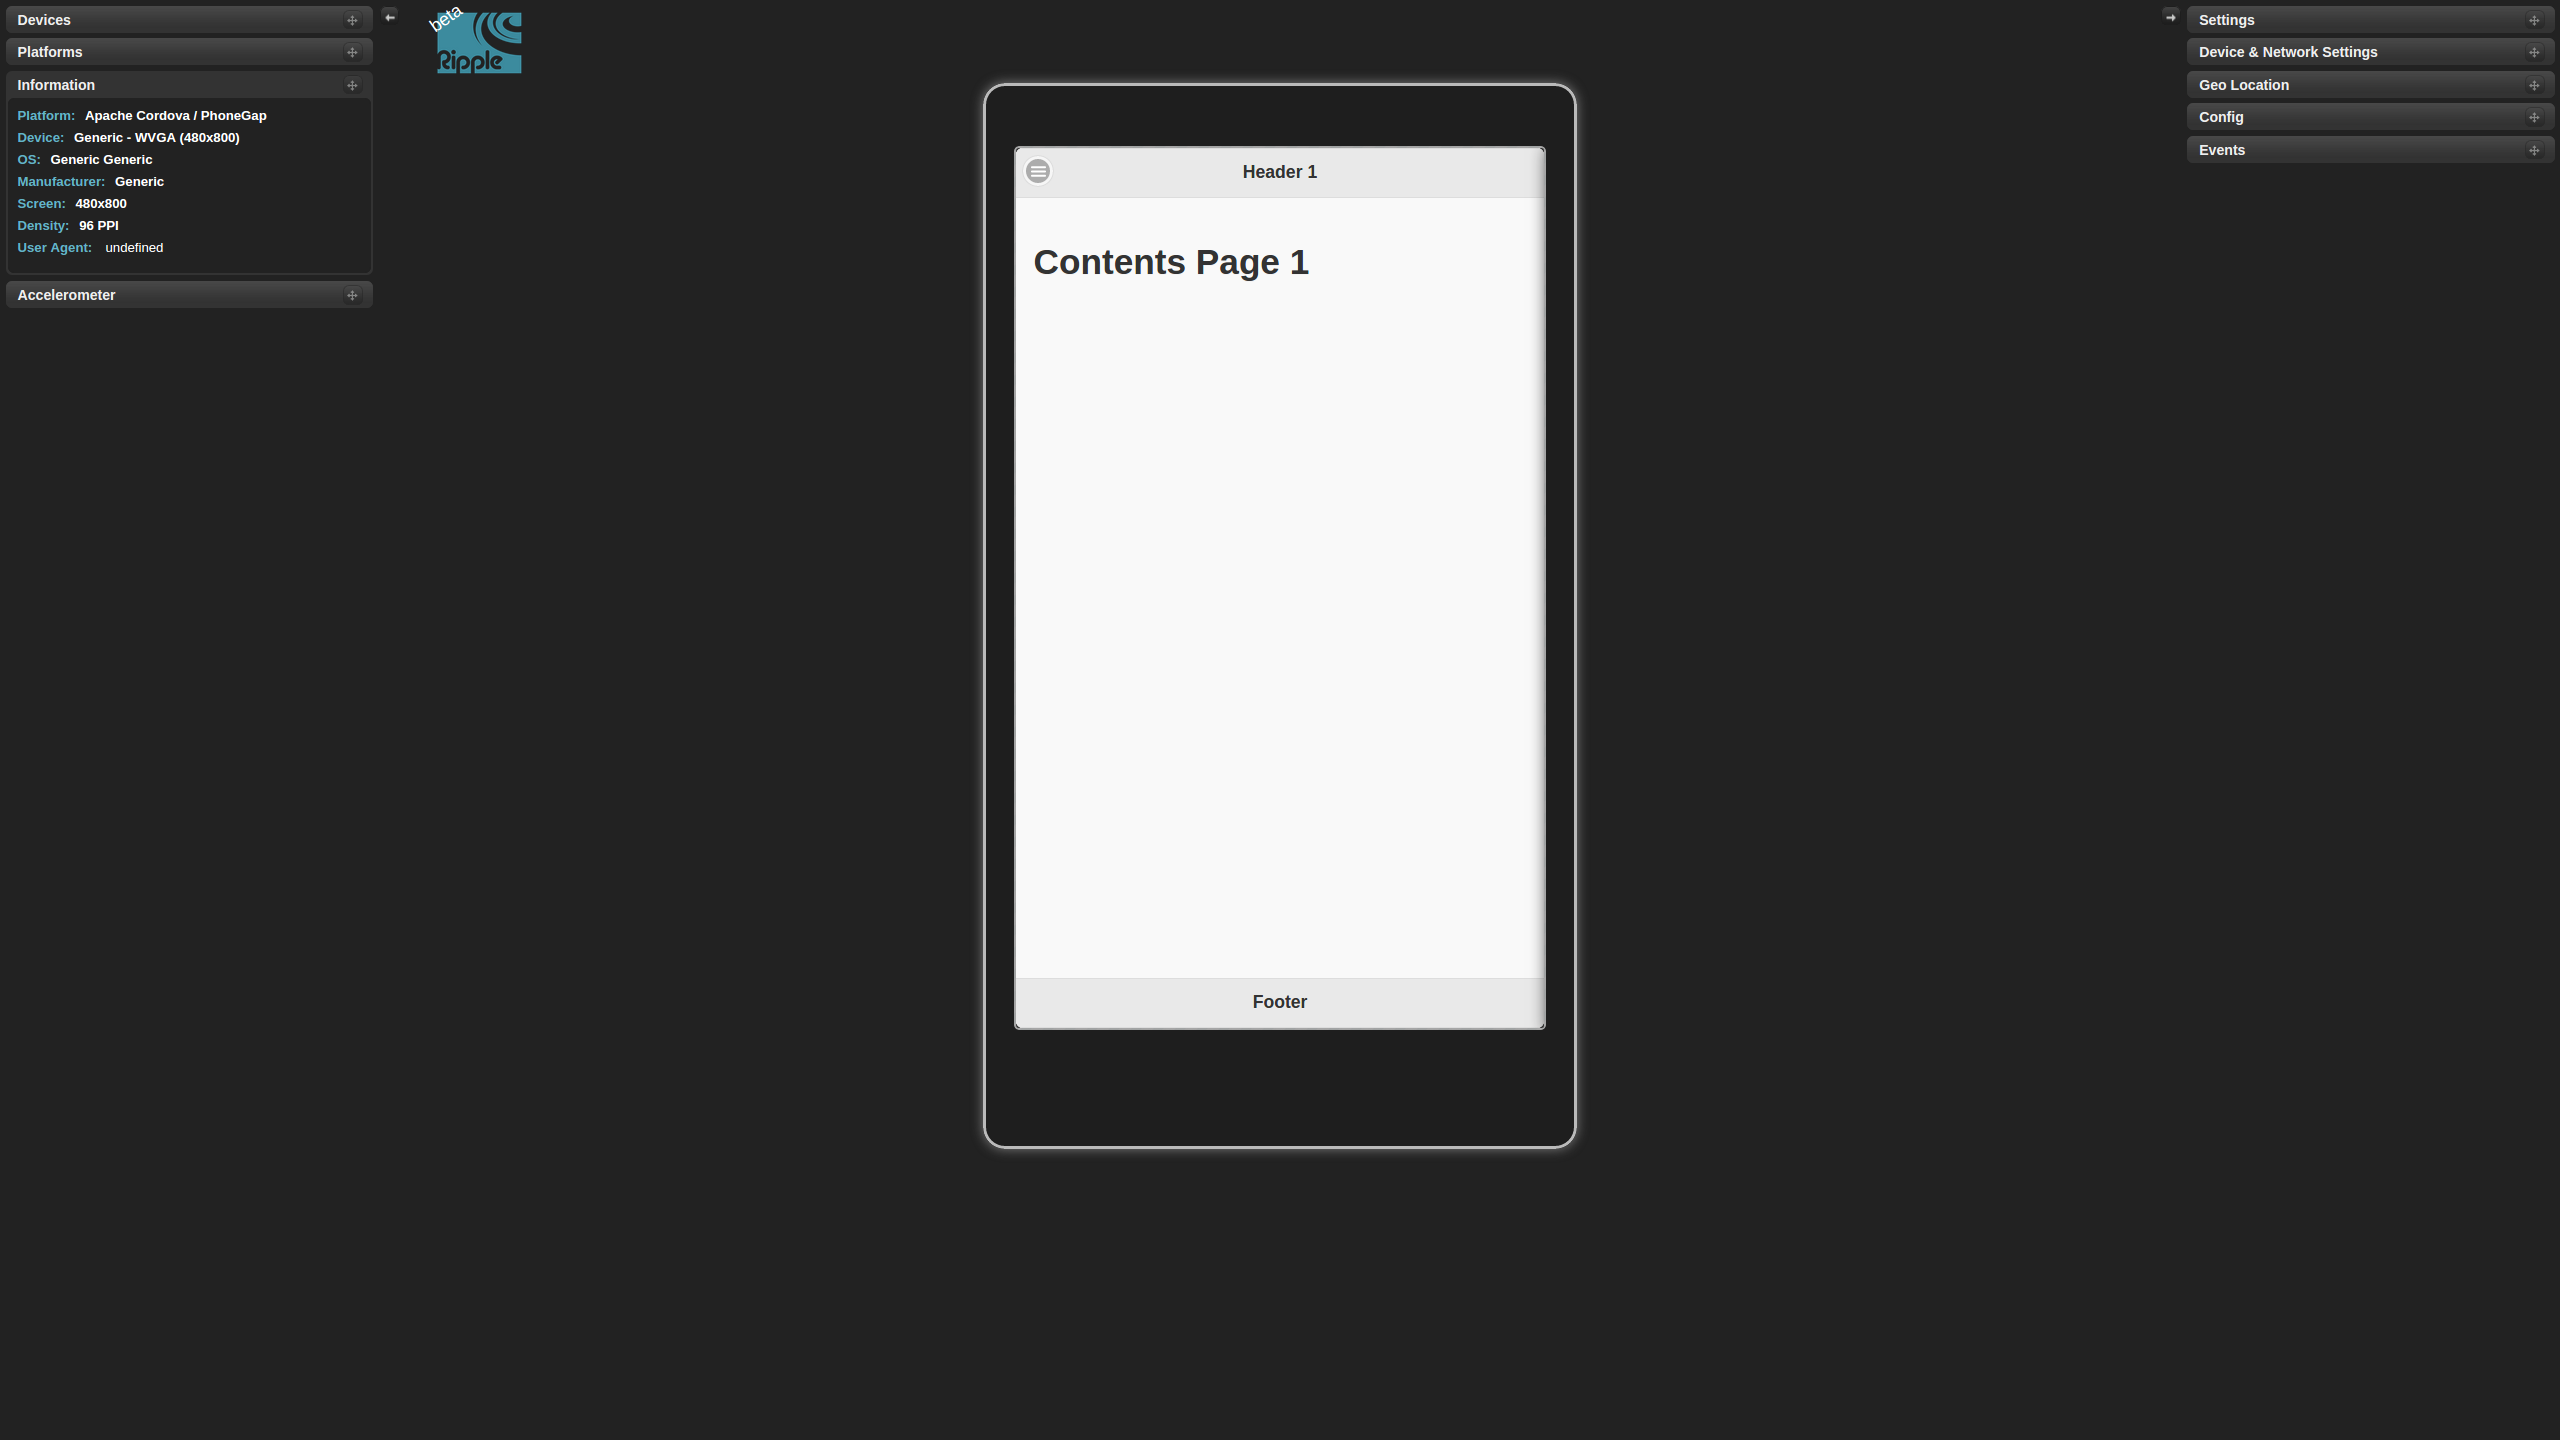 Devices
Platforms
Information
Platform: Apache Cordova / PhoneGap
Device: Generic - WVGA (480x800)
OS: Generic Generic
Manufacturer: Generic
Screen: 480x800
Density: 96 PPI
User Agent: undefined
Accelerometer
beta
Ripple
Header 1
Contents Page 1
Footer
Settings
Device & Network Settings
Geo Location
Config
Events